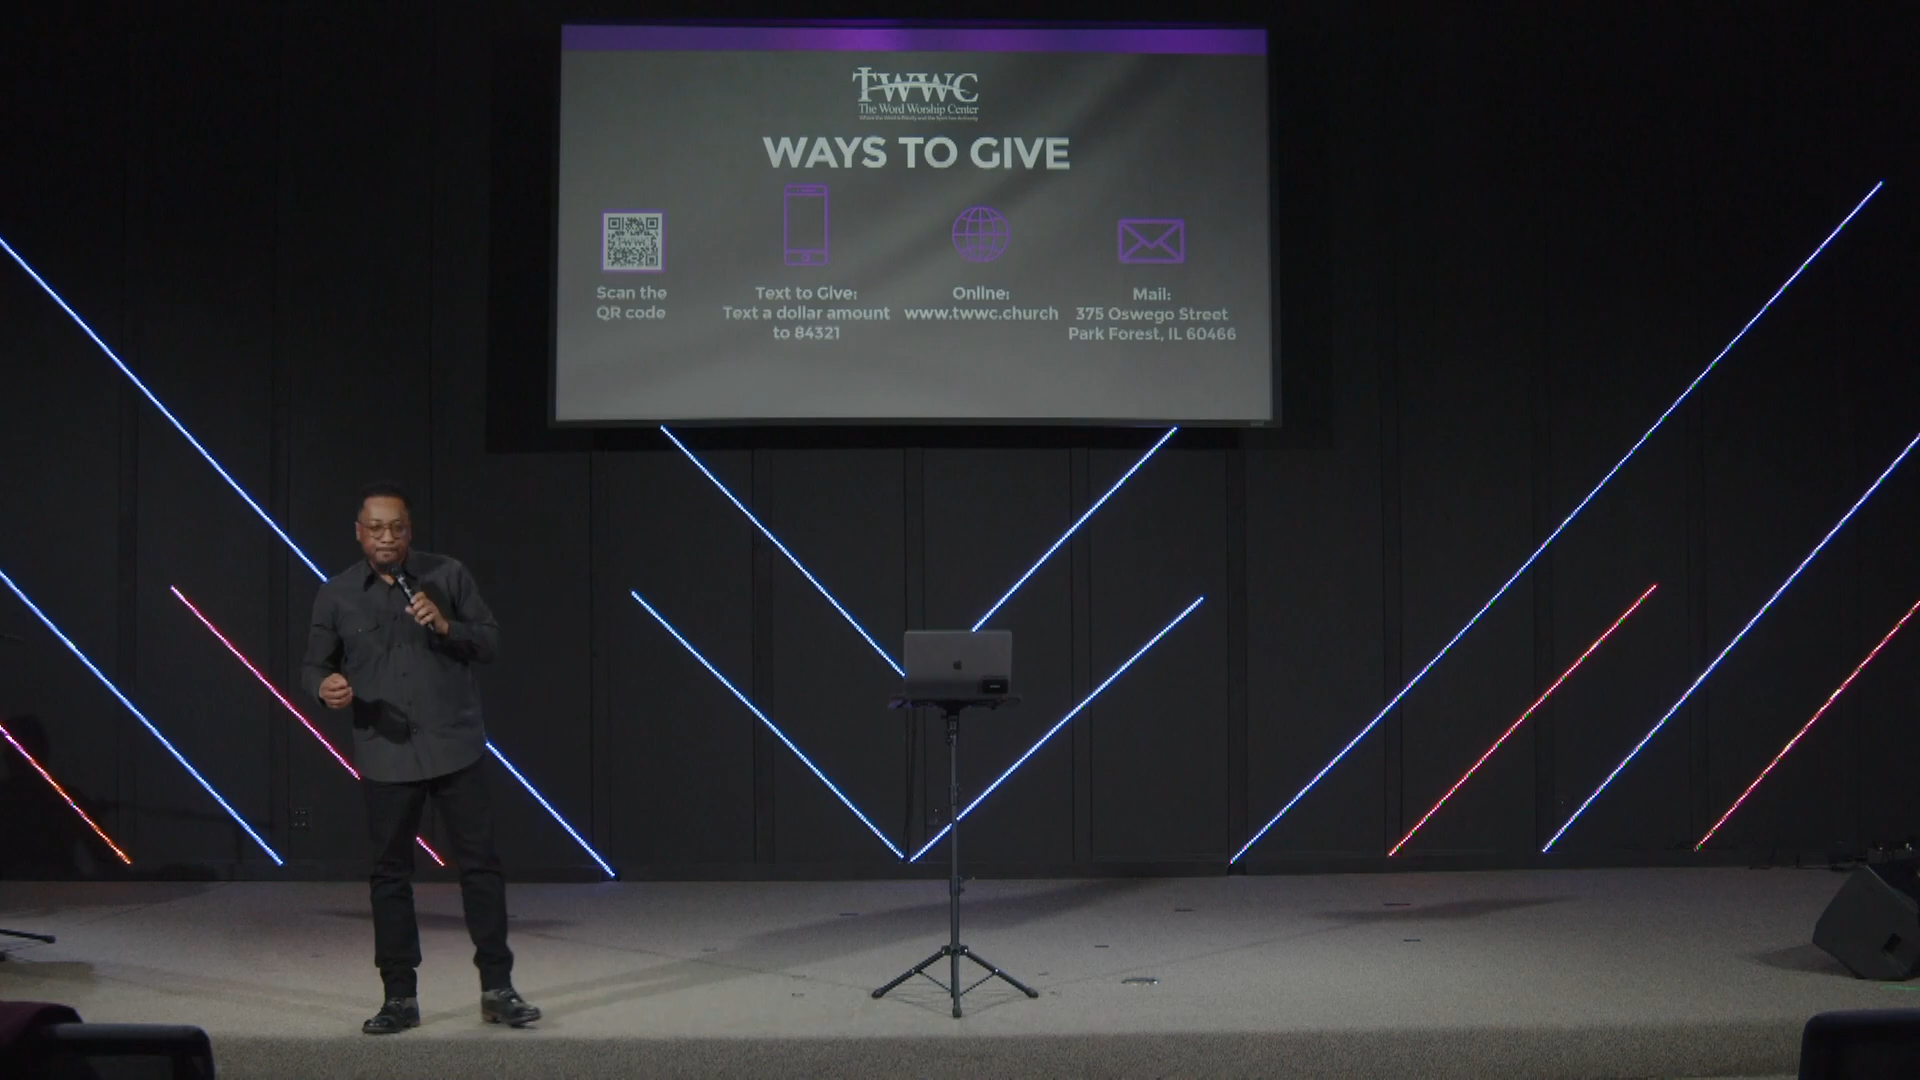 TWWC
The Word Worship Center
WAYS TO GIVE
TWWC
Scan the
QR code
Text to Give:
Text a dollar amount
to 84321
Online:
www.twwc.church
Mail:
375 Oswego Street
Park Forest, IL 60466